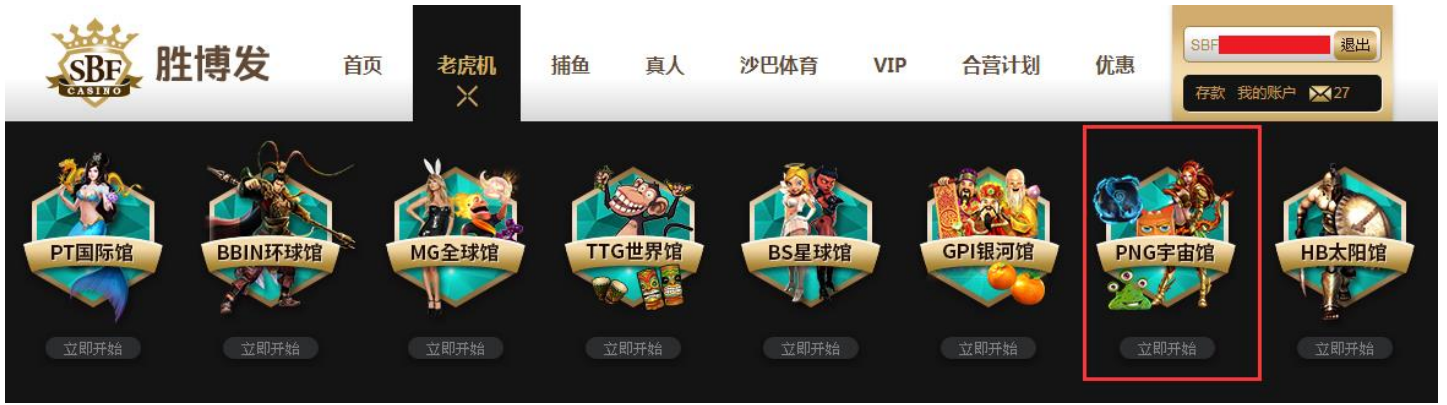 SBF
CASINO
胜博发
首页
老虎机
捕鱼
真人
沙巴体育
VIP
合营计划
优惠
SBF
退出
存款 我的账户 27
PT国际馆
BBIN环球馆
MG全球馆
TTG世界馆
BS星球馆
GPI银河馆
PNG宇宙馆
HB太阳馆
立即开始
立即开始
立即开始
立即开始
立即开始
立即开始
立即开始
立即开始